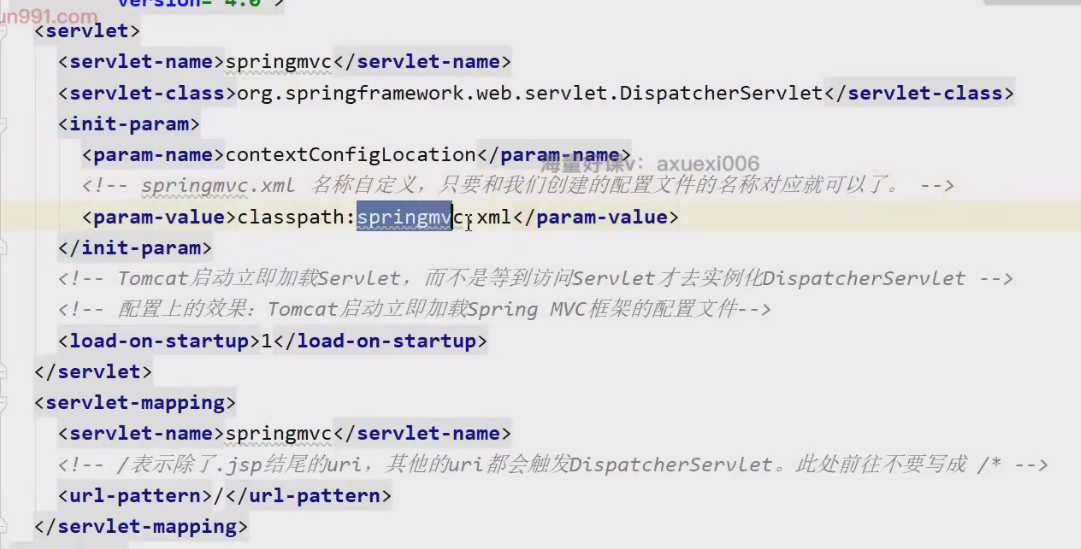 un991.com
version="4.0">
<servlet>
<servlet-name>springmvc</servlet-name>
<servlet-class>org.springframework.web.servlet.DispatcherServlet</servlet-class>
<init-param>
<param-name>contextConfigLocation</param-name>
海量好课v：axuexi006
<!-- springmvc.xml 名称自定义，只要和我们创建的配置文件的名称对应就可以了。 -->
<param-value>classpath:springmvc.xml</param-value>
</init-param>
<!-- Tomcat启动立即加载Servlet，而不是等到访问Servlet才去实例化DispatcherServlet -->
<!-- 配置上的效果：Tomcat启动立即加载Spring MVC框架的配置文件-->
<load-on-startup>1</load-on-startup>
</servlet>
<servlet-mapping>
<servlet-name>springmvc</servlet-name>
<!-- /表示除了.jsp结尾的uri，其他的uri都会触发DispatcherServlet。此处前往不要写成 /* -->
<url-pattern>/</url-pattern>
</servlet-mapping>